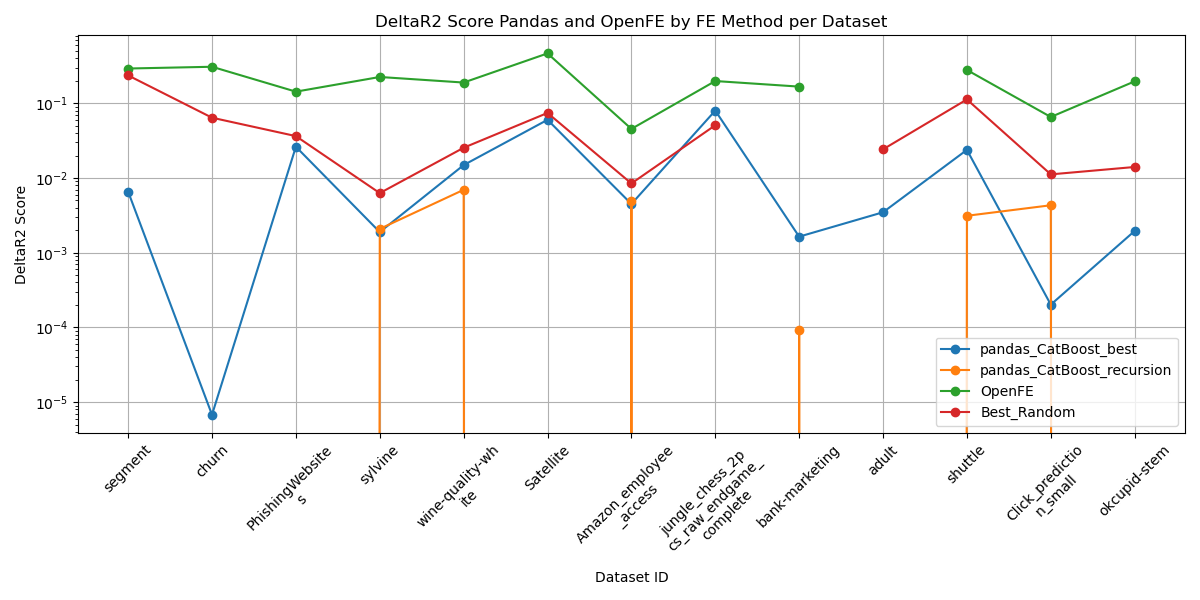 DeltaR2 Score Pandas and OpenFE by FE Method per Dataset
DeltaR2 Score
10⁻¹
10⁻²
10⁻³
10⁻⁴
10⁻⁵
pandas_CatBoost_best
pandas_CatBoost_recursion
OpenFE
Best_Random
segment
churn
PhishingWebsite
s
sylvine
wine-quality-wh
ite
Satellite
Amazon_employee
_access
jungle_chess_2p
cs_raw_endgame_
complete
bank-marketing
adult
shuttle
Click_predictio
n_small
okcupid-stem
Dataset ID